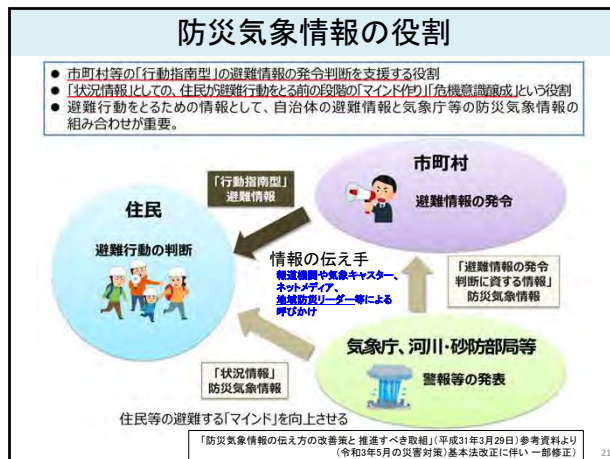 防災気象情報の役割
● 市町村等の「行動指南型」の避難情報の発令判断を支援する役割
● 「状況情報」としての、住民が避難行動をとる前の段階の「マインド作り」「危機意識醸成」という役割
● 避難行動をとるための情報として、自治体の避難情報と気象庁等の防災気象情報の
組み合わせが重要。
市町村
避難情報の発令
「行動指南型」
避難情報
住民
避難行動の判断
情報の伝え手
報道機関や気象キャスター、
ネットメディア、
地域防災リーダー等による
呼びかけ
「避難情報の発令
判断に資する情報」
防災気象情報
気象庁、河川・砂防部局等
警報等の発表
「状況情報」
防災気象情報
住民等の避難する「マインド」を向上させる
「防災気象情報の伝え方の改善策と 推進すべき取組」(平成31年3月29日)参考資料より
(令和3年5月の災害対策)基本法改正に伴い 一部修正)
21